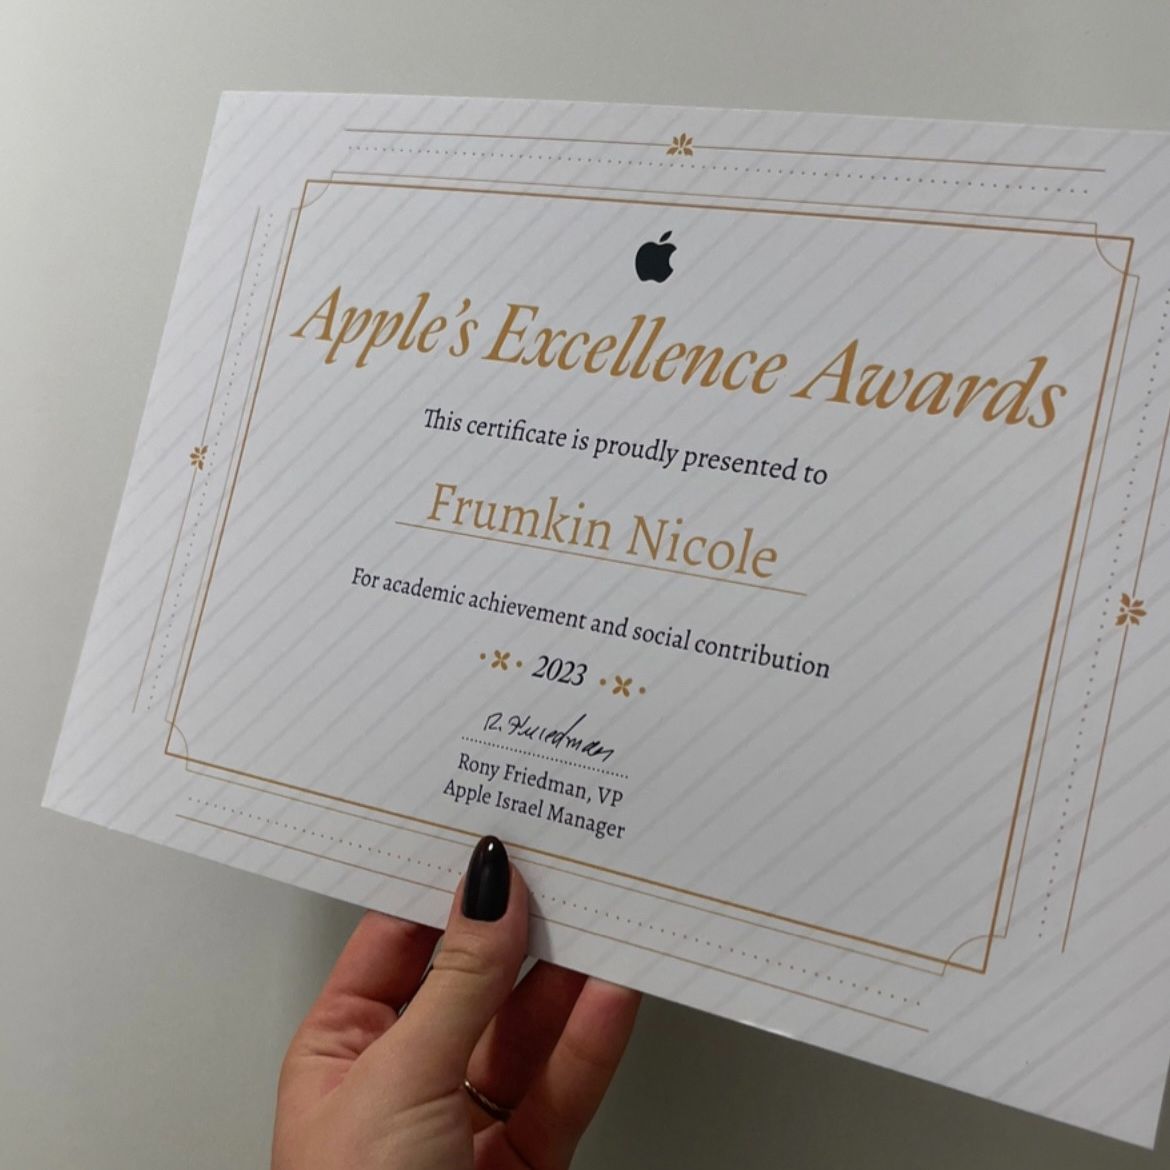 Apple's Excellence Awards
This certificate is proudly presented to
Frumkin Nicole
For academic achievement and social contribution
2023
R. Friedman
Rony Friedman, VP
Apple Israel Manager